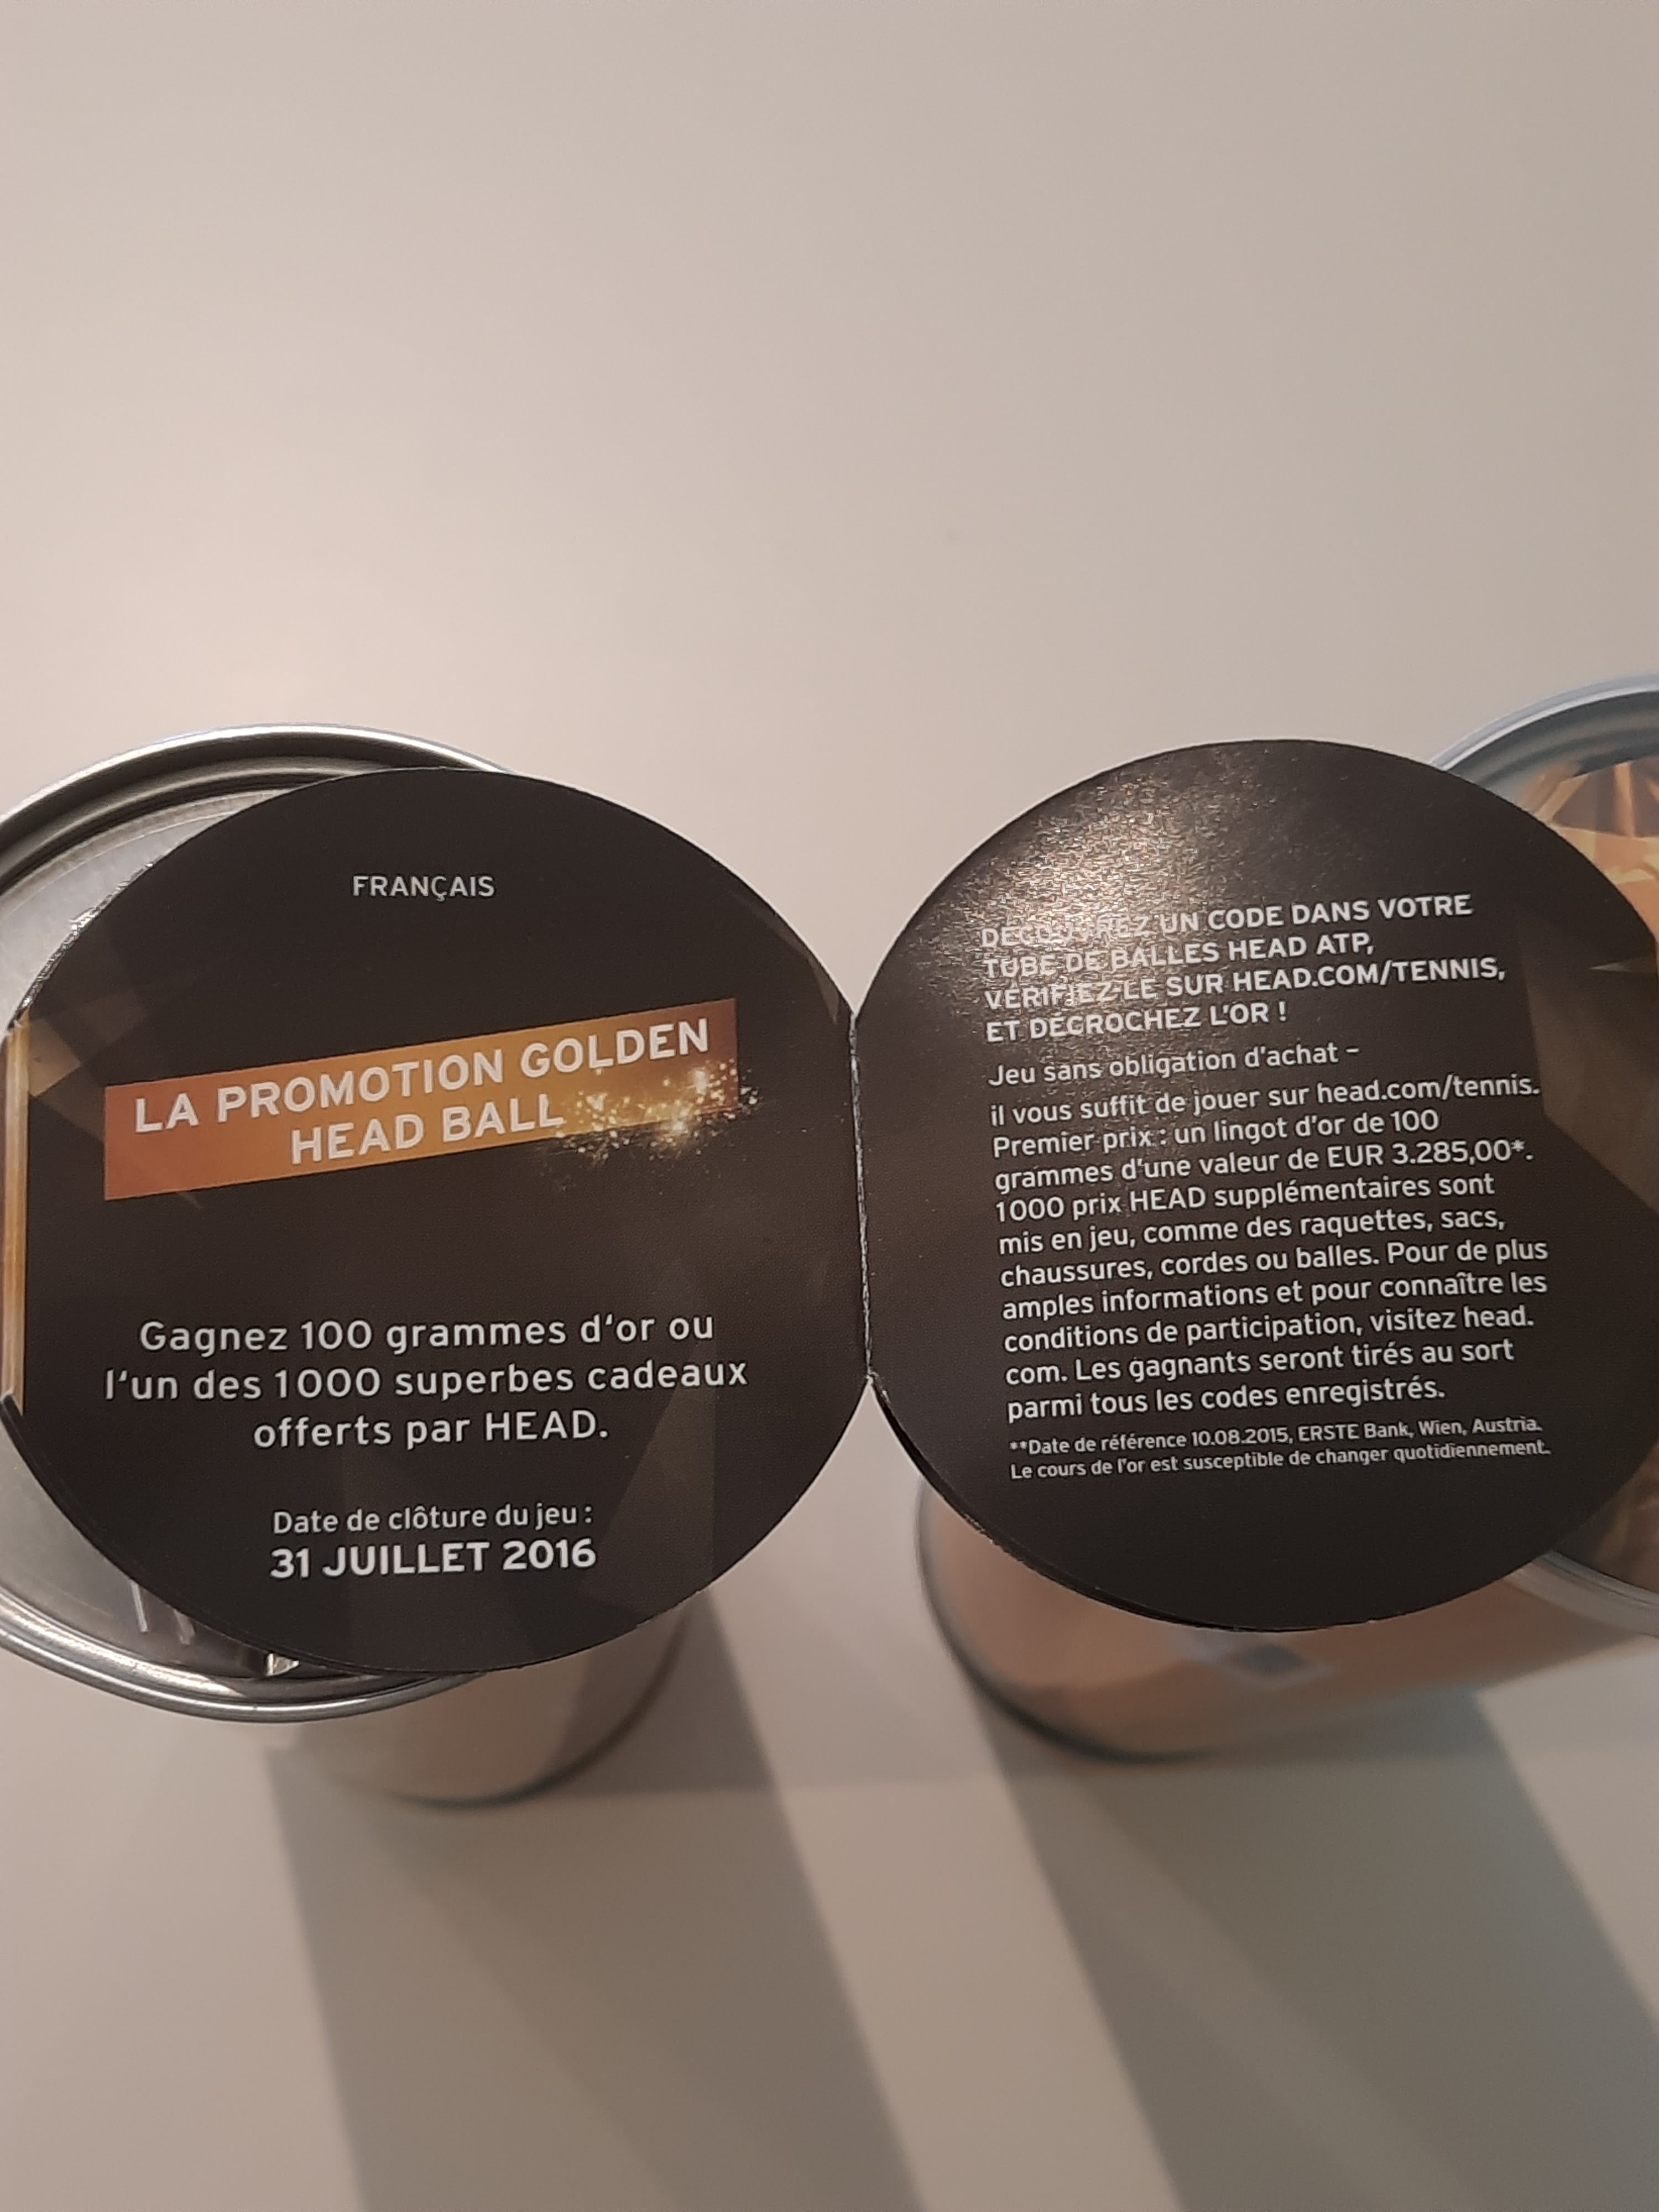 FRANÇAIS
LA PROMOTION GOLDEN
HEAD BALL
Gagnez 100 grammes d‘or ou
l‘un des 1000 superbes cadeaux
offerts par HEAD.
Date de clôture du jeu :
31 JUILLET 2016
DÉCOUVREZ UN CODE DANS VOTRE
TUBE DE BALLES HEAD ATP,
VÉRIFIEZ-LE SUR HEAD.COM/TENNIS,
ET DÉCROCHEZ L'OR !
Jeu sans obligation d'achat –
il vous suffit de jouer sur head.com/tennis.
Premier prix : un lingot d'or de 100
grammes d'une valeur de EUR 3.285,00*.
1000 prix HEAD supplémentaires sont
mis en jeu, comme des raquettes, sacs,
chaussures, cordes ou balles. Pour de plus
amples informations et pour connaître les
conditions de participation, visitez head.
com. Les gagnants seront tirés au sort
parmi tous les codes enregistrés.
**Date de référence 10.08.2015, ERSTE Bank, Wien, Austria.
Le cours de l'or est susceptible de changer quotidiennement.